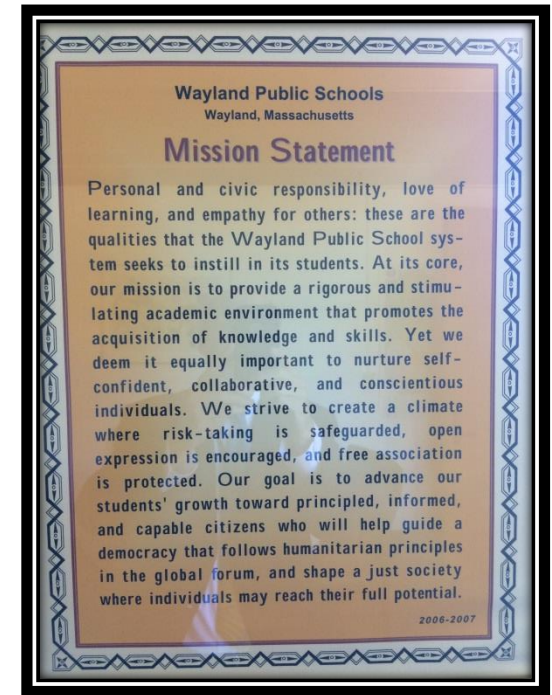 Wayland Public Schools
Wayland, Massachusetts
Mission Statement
Personal and civic responsibility, love of
learning, and empathy for others: these are the
qualities that the Wayland Public School sys-
tem seeks to instill in its students. At its core,
our mission is to provide a rigorous and stimu-
lating academic environment that promotes the
acquisition of knowledge and skills. Yet we
deem it equally important to nurture self-
confident, collaborative, and conscientious
individuals. We strive to create a climate
where risk-taking is safeguarded, open
expression is encouraged, and free association
is protected. Our goal is to advance our
students' growth toward principled, informed,
and capable citizens who will help guide a
democracy that follows humanitarian principles
in the global forum, and shape a just society
where individuals may reach their full potential.
2006-2007